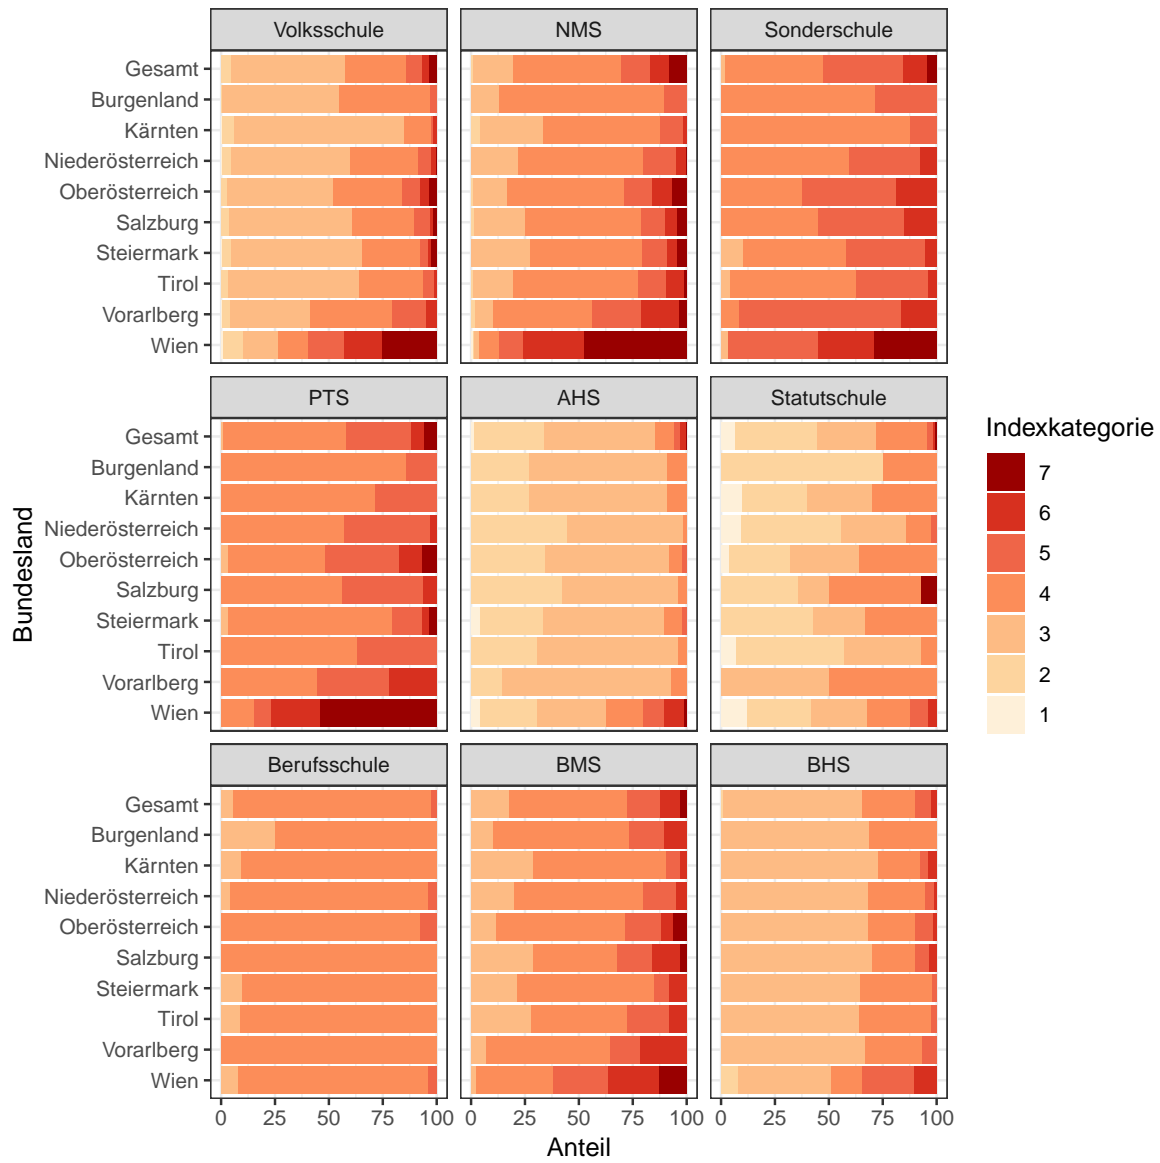 Volksschule NMS Sonderschule
Gesamt
Burgenland
Kärnten
Niederösterreich
Oberösterreich
Salzburg
Steiermark
Tirol
Vorarlberg
Wien
PTS AHS Statutschule
Gesamt
Burgenland
Kärnten
Niederösterreich
Oberösterreich
Salzburg
Steiermark
Tirol
Vorarlberg
Wien
Berufsschule BMS BHS
Gesamt
Burgenland
Kärnten
Niederösterreich
Oberösterreich
Salzburg
Steiermark
Tirol
Vorarlberg
Wien
0 25 50 75 100 0 25 50 75 100 0 25 50 75 100
Anteil
Bundesland
Indexkategorie
7
6
5
4
3
2
1